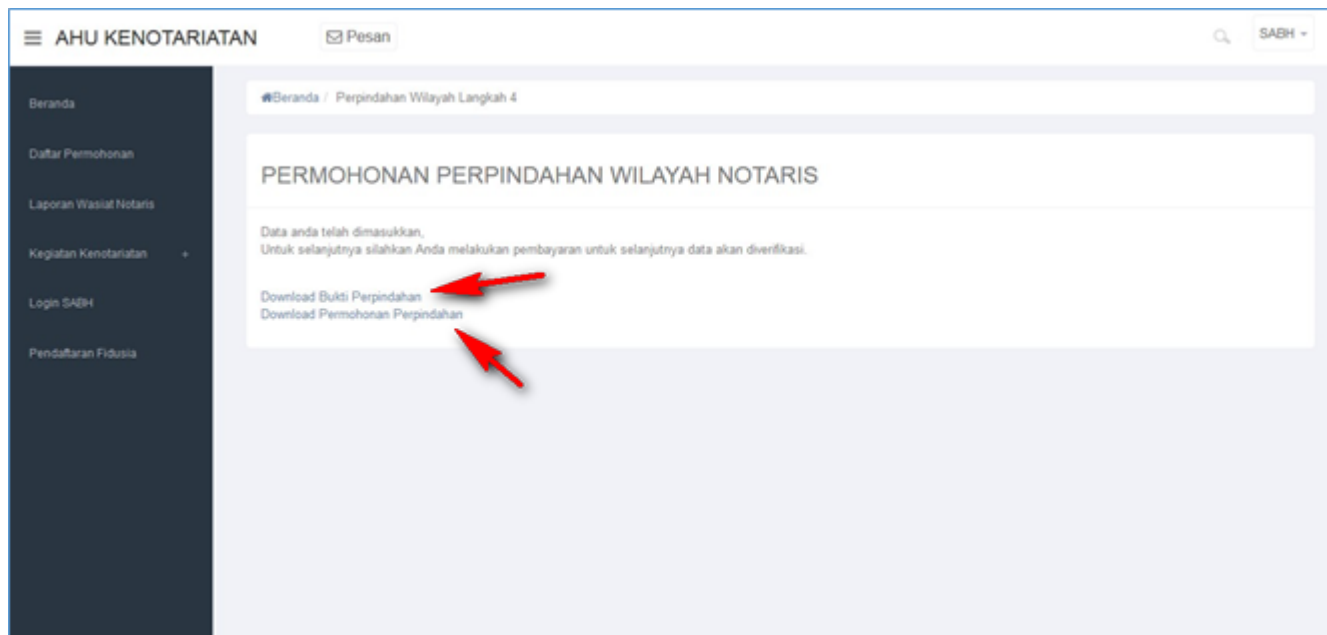 AHU KENOTARIATAN
Pesan
SABH
Beranda
Daftar Permohonan
Laporan Wasiat Notaris
Kegiatan Kenotariatan +
Login SABH
Pendaftaran Fidusia
Beranda / Perpindahan Wilayah Langkah 4
PERMOHONAN PERPINDAHAN WILAYAH NOTARIS
Data anda telah dimasukkan,
Untuk selanjutnya silahkan Anda melakukan pembayaran untuk selanjutnya data akan diverifikasi.
Download Bukti Perpindahan
Download Permohonan Perpindahan